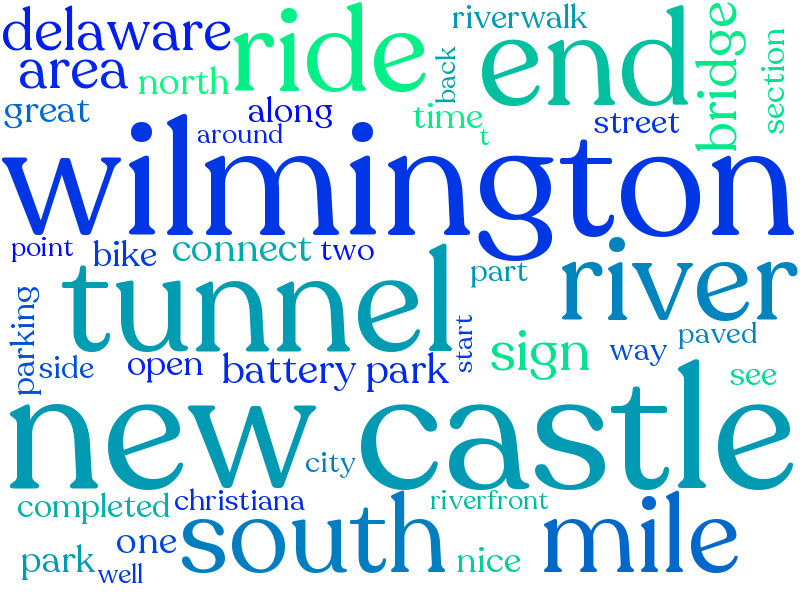 delaware
ride
riverwalk
end
bridge
section
back
area
north
great
along
time
t
street
around
wilmington
point
bike
connect
two
tunnel
part
river
parking
side
open
battery park
start
sign
way
paved
see
new castle
city
completed
christiana
riverfront
south
mile
one
park
well
nice